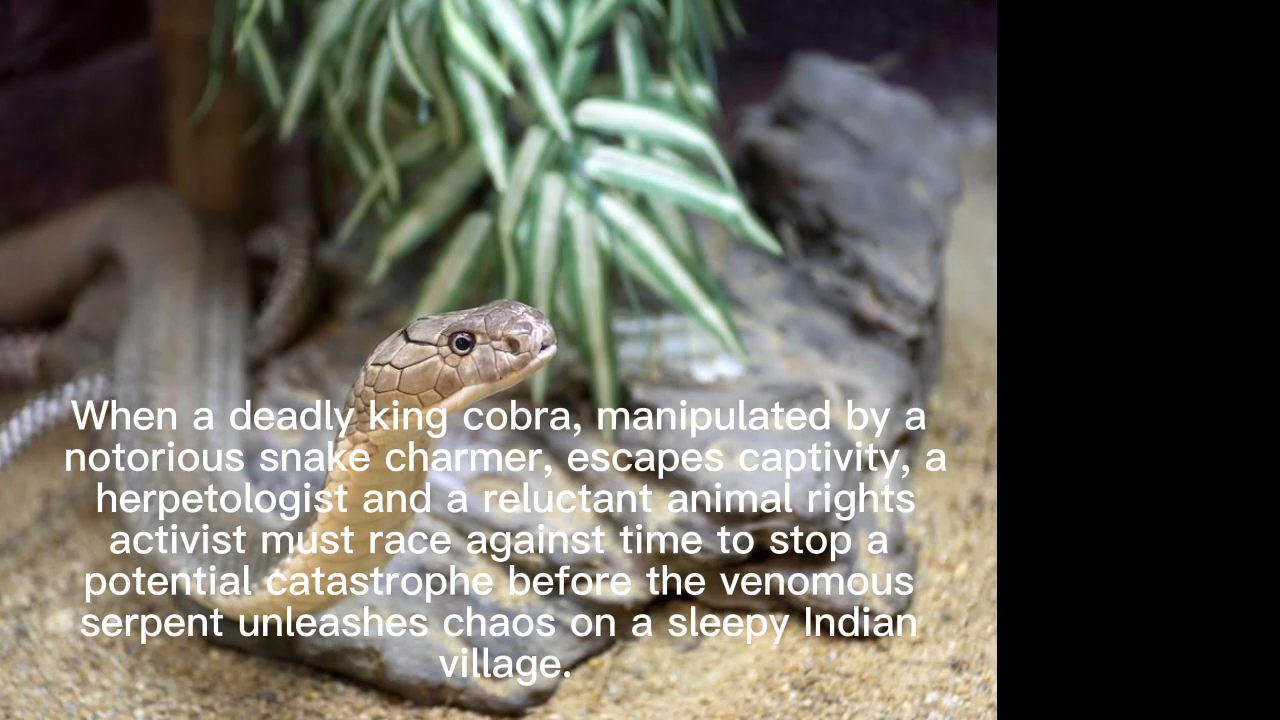 When a deadly king cobra, manipulated by a
notorious snake charmer, escapes captivity, a
herpetologist and a reluctant animal rights
activist must race against time to stop a
potential catastrophe before the venomous
serpent unleashes chaos on a sleepy Indian
village.